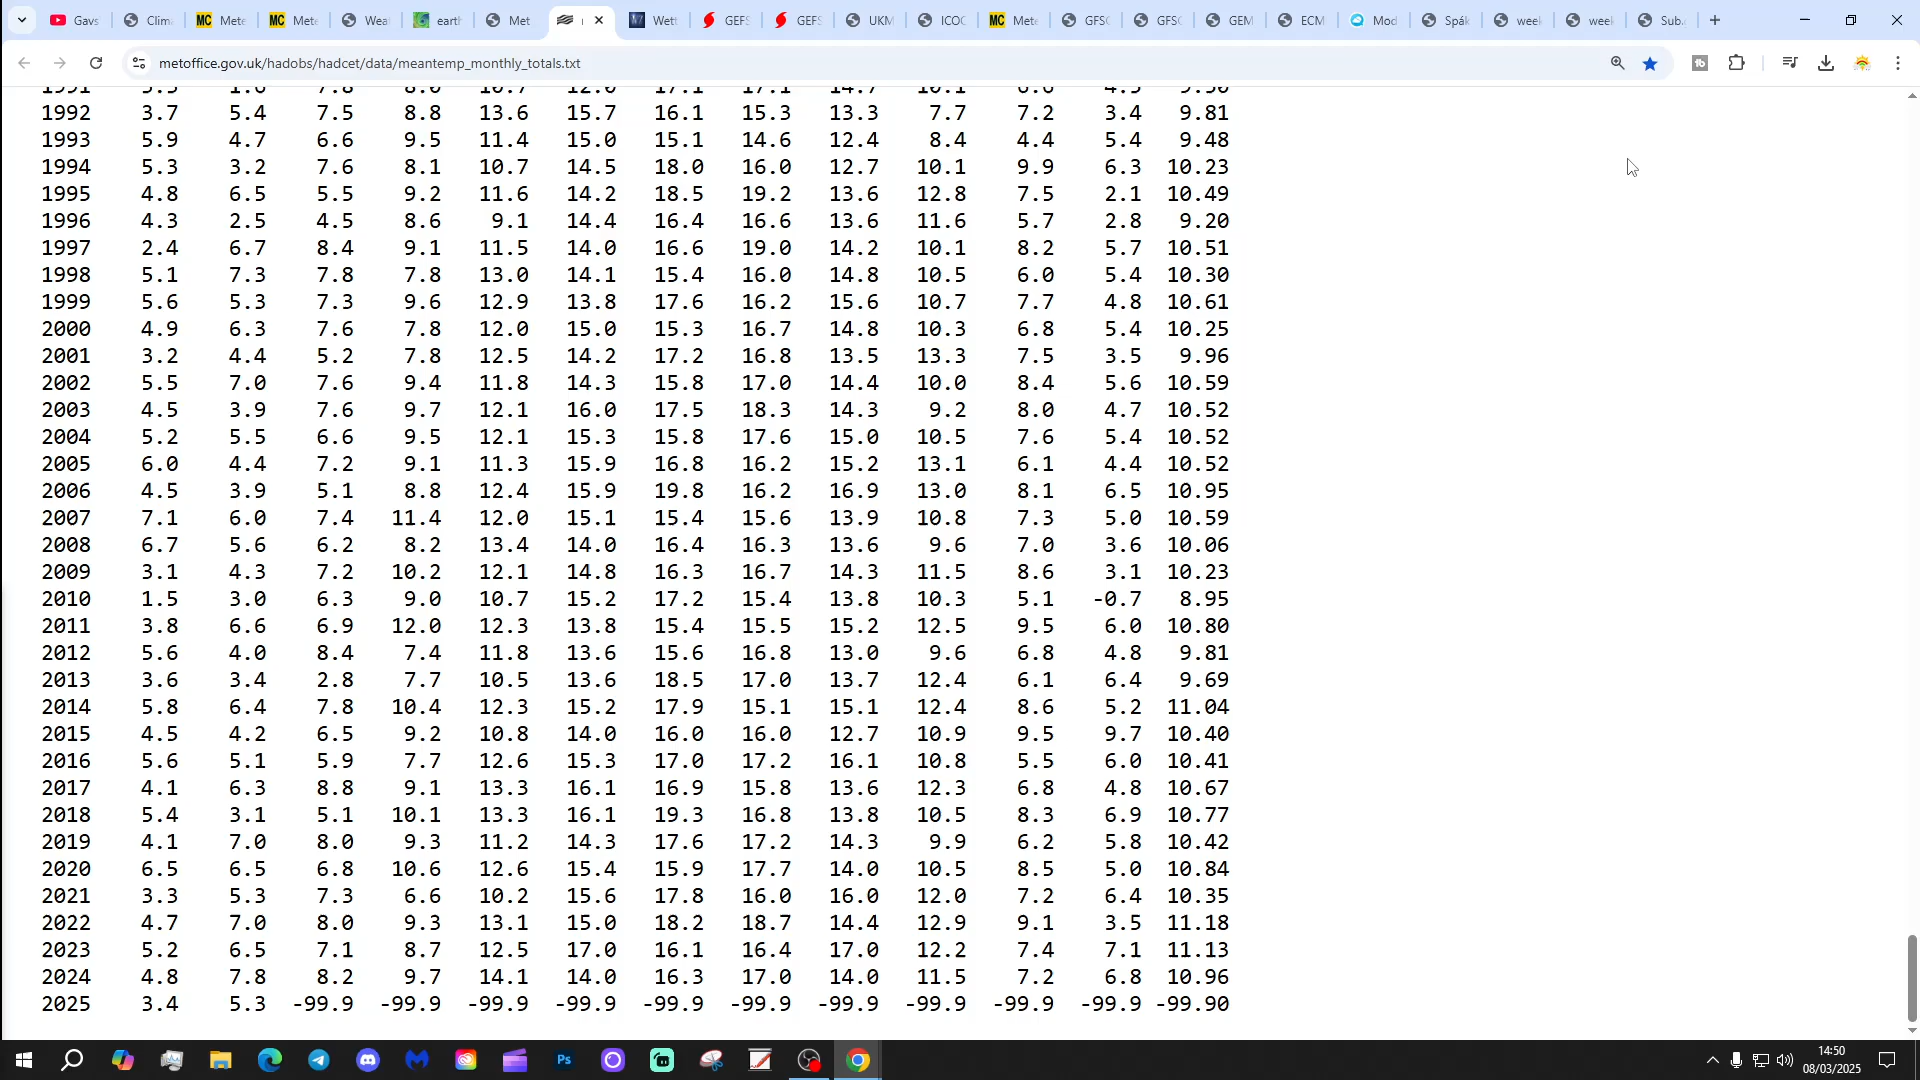 Gavs
Clim
MC Mete
MC Mete
Wea
earth
Met
Wett
GEFS
GEFS
UKM
ICOC
MC Mete
GFSC
GFSC
GEM
ECM
Mod
Spák
week
week
Sub.
metoffice.gov.uk/hadobs/hadcet/data/meantemp_monthly_totals.txt
1992 3.7 5.4 7.5 8.8 13.6 15.7 16.1 15.3 13.3 7.7 7.2 3.4 9.81
1993 5.9 4.7 6.6 9.5 11.4 15.0 15.1 14.6 12.4 8.4 4.4 5.4 9.48
1994 5.3 3.2 7.6 8.1 10.7 14.5 18.0 16.0 12.7 10.1 9.9 6.3 10.23
1995 4.8 6.5 5.5 9.2 11.6 14.2 18.5 19.2 13.6 12.8 7.5 2.1 10.49
1996 4.3 2.5 4.5 8.6 9.1 14.4 16.4 16.6 13.6 11.6 5.7 2.8 9.20
1997 2.4 6.7 8.4 9.1 11.5 14.0 16.6 19.0 14.2 10.1 8.2 5.7 10.51
1998 5.1 7.3 7.8 7.8 13.0 14.1 15.4 16.0 14.8 10.5 6.0 5.4 10.30
1999 5.6 5.3 7.3 9.6 12.9 13.8 17.6 16.2 15.6 10.7 7.7 4.8 10.61
2000 4.9 6.3 7.6 7.8 12.0 15.0 15.3 16.7 14.8 10.3 6.8 5.4 10.25
2001 3.2 4.4 5.2 7.8 12.5 14.2 17.2 16.8 13.5 13.3 7.5 3.5 9.96
2002 5.5 7.0 7.6 9.4 11.8 14.3 15.8 17.0 14.4 10.0 8.4 5.6 10.59
2003 4.5 3.9 7.6 9.7 12.1 16.0 17.5 18.3 14.3 9.2 8.0 4.7 10.52
2004 5.2 5.5 6.6 9.5 12.1 15.3 15.8 17.6 15.0 10.5 7.6 5.4 10.52
2005 6.0 4.4 7.2 9.1 11.3 15.9 16.8 16.2 15.2 13.1 6.1 4.4 10.52
2006 4.5 3.9 5.1 8.8 12.4 15.9 19.8 16.2 16.9 13.0 8.1 6.5 10.95
2007 7.1 6.0 7.4 11.4 12.0 15.1 15.4 15.6 13.9 10.8 7.3 5.0 10.59
2008 6.7 5.6 6.2 8.2 13.4 14.0 16.4 16.3 13.6 9.6 7.0 3.6 10.06
2009 3.1 4.3 7.2 10.2 12.1 14.8 16.3 16.7 14.3 11.5 8.6 3.1 10.23
2010 1.5 3.0 6.3 9.0 10.7 15.2 17.2 15.4 13.8 10.3 5.1 -0.7 8.95
2011 3.8 6.6 6.9 12.0 12.3 13.8 15.4 15.5 15.2 12.5 9.5 6.0 10.80
2012 5.6 4.0 8.4 7.4 11.8 13.6 15.6 16.8 13.0 9.6 6.8 4.8 9.81
2013 3.6 3.4 2.8 7.7 10.5 13.6 18.5 17.0 13.7 12.4 6.1 6.4 9.69
2014 5.8 6.4 7.8 10.4 12.3 15.2 17.9 15.1 15.1 12.4 8.6 5.2 11.04
2015 4.5 4.2 6.5 9.2 10.8 14.0 16.0 16.0 12.7 10.9 9.5 9.7 10.40
2016 5.6 5.1 5.9 7.7 12.6 15.3 17.0 17.2 16.1 10.8 5.5 6.0 10.41
2017 4.1 6.3 8.8 9.1 13.3 16.1 16.9 15.8 13.6 12.3 6.8 4.8 10.67
2018 5.4 3.1 5.1 10.1 13.3 16.1 19.3 16.8 13.8 10.5 8.3 6.9 10.77
2019 4.1 7.0 8.0 9.3 11.2 14.3 17.6 17.2 14.3 9.9 6.2 5.8 10.42
2020 6.5 6.5 6.8 10.6 12.6 15.4 15.9 17.7 14.0 10.5 8.5 5.0 10.84
2021 3.3 5.3 7.3 6.6 10.2 15.6 17.8 16.0 16.0 12.0 7.2 6.4 10.35
2022 4.7 7.0 8.0 9.3 13.1 15.0 18.2 18.7 14.4 12.9 9.1 3.5 11.18
2023 5.2 6.5 7.1 8.7 12.5 17.0 16.1 16.4 17.0 12.2 7.4 7.1 11.13
2024 4.8 7.8 8.2 9.7 14.1 14.0 16.3 17.0 14.0 11.5 7.2 6.8 10.96
2025 3.4 5.3 -99.9 -99.9 -99.9 -99.9 -99.9 -99.9 -99.9 -99.9 -99.9 -99.9 -99.90
Ps
14:50
08/03/2025